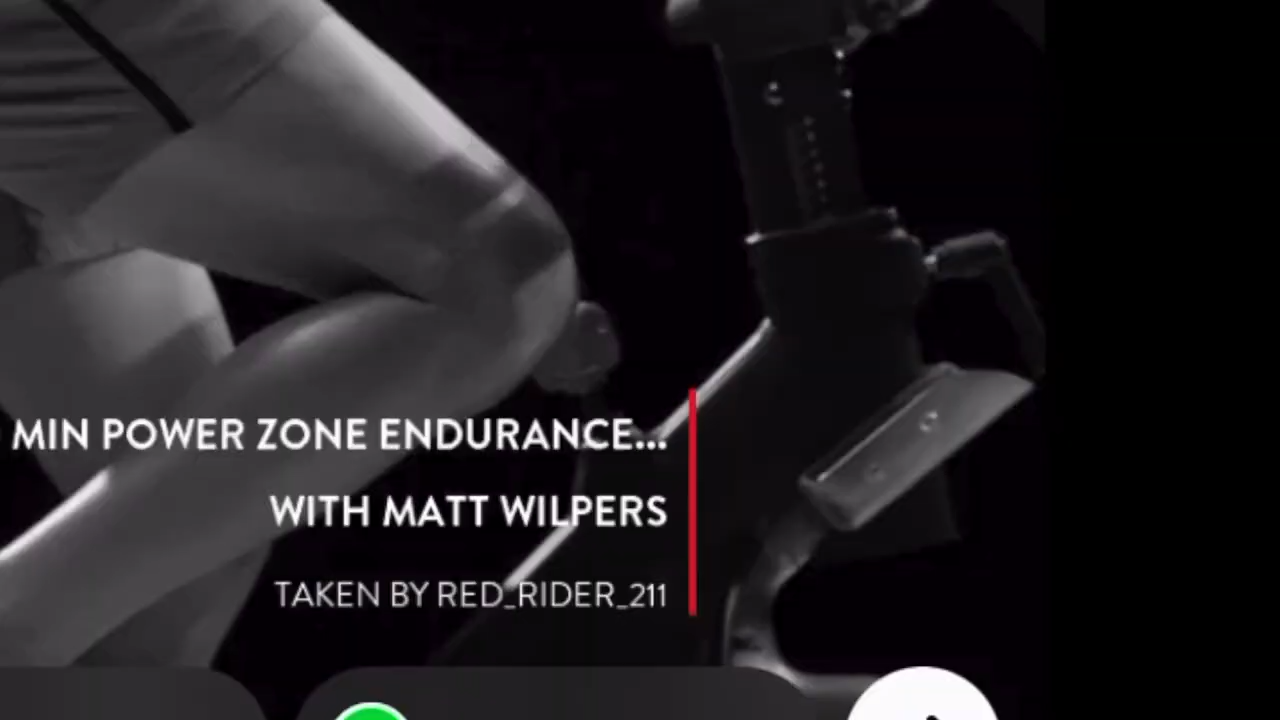 MIN POWER ZONE ENDURANCE...
WITH MATT WILPERS
TAKEN BY RED_RIDER_211